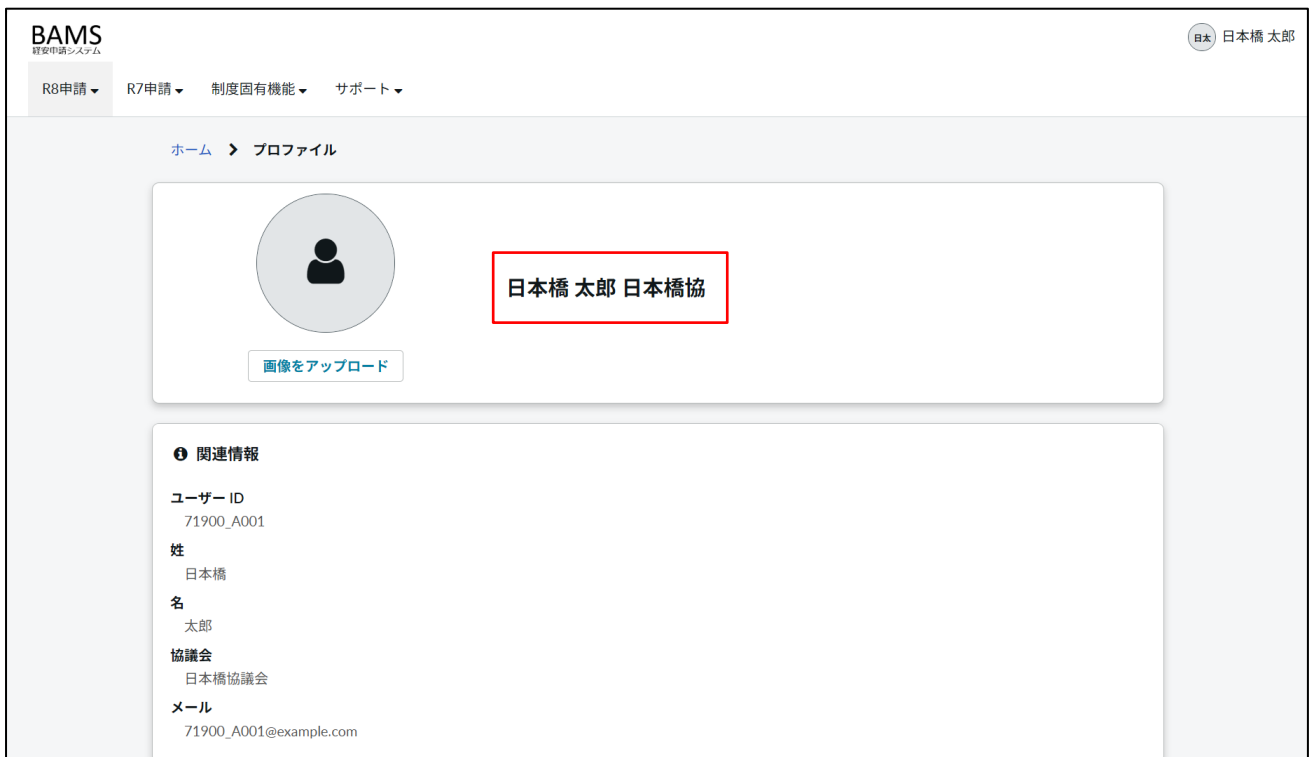 BAMS
経安申請システム
日太 日本橋 太郎
R8申請 R7申請 制度固有機能 サポート
ホーム プロファイル
日本橋 太郎 日本橋協
画像をアップロード
関連情報
ユーザー ID
71900_A001
姓
日本橋
名
太郎
協議会
日本橋協議会
メール
71900_A001@example.com